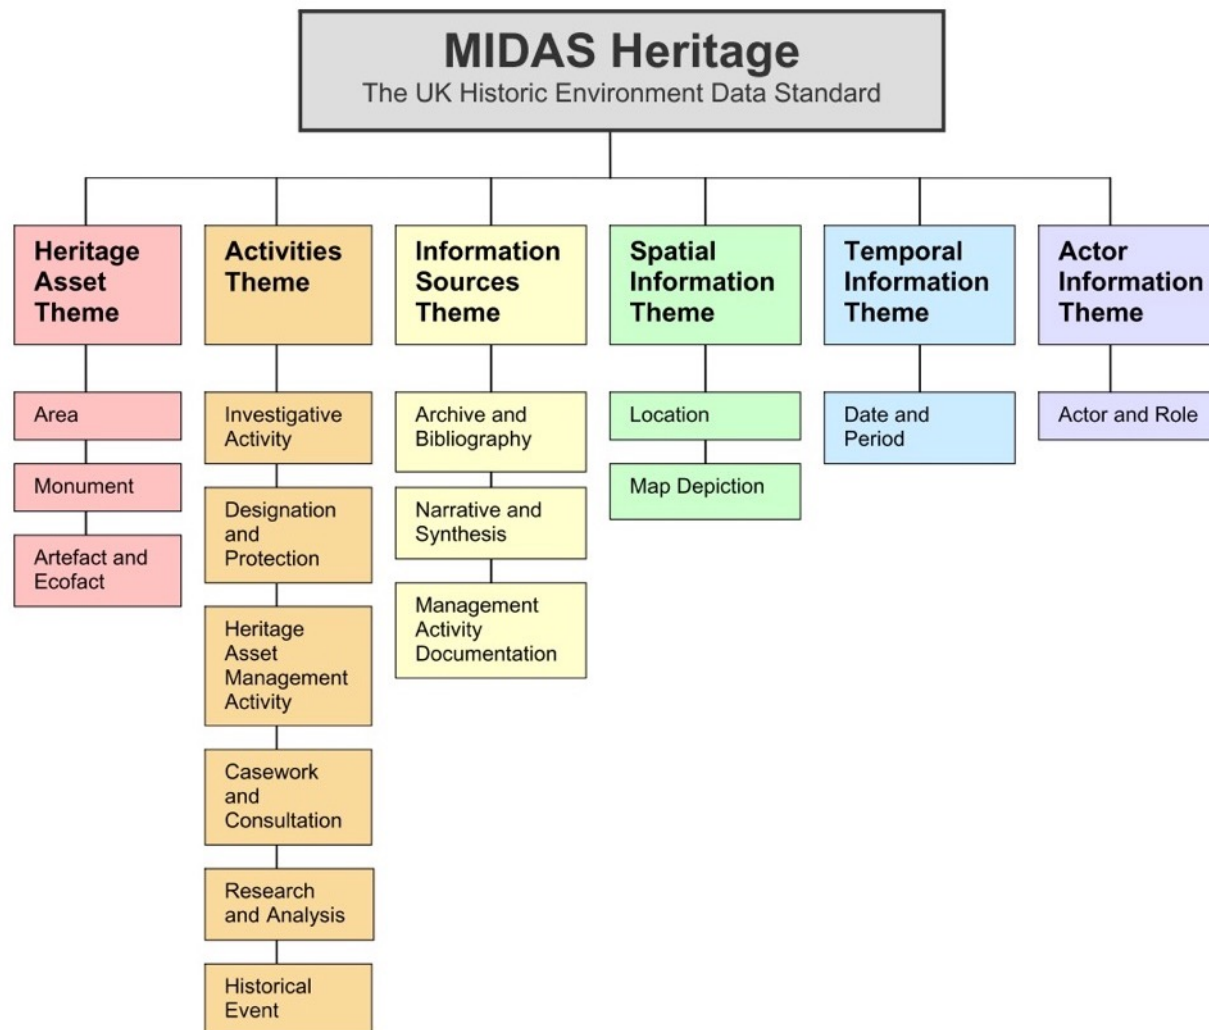 MIDAS Heritage
The UK Historic Environment Data Standard
Heritage
Asset
Theme
Area
Monument
Artefact and
Ecofact
Activities
Theme
Investigative
Activity
Designation
and
Protection
Heritage
Asset
Management
Activity
Casework
and
Consultation
Research
and Analysis
Historical
Event
Information
Sources
Theme
Archive and
Bibliography
Narrative and
Synthesis
Management
Activity
Documentation
Spatial
Information
Theme
Location
Map Depiction
Temporal
Information
Theme
Date and
Period
Actor
Information
Theme
Actor and Role